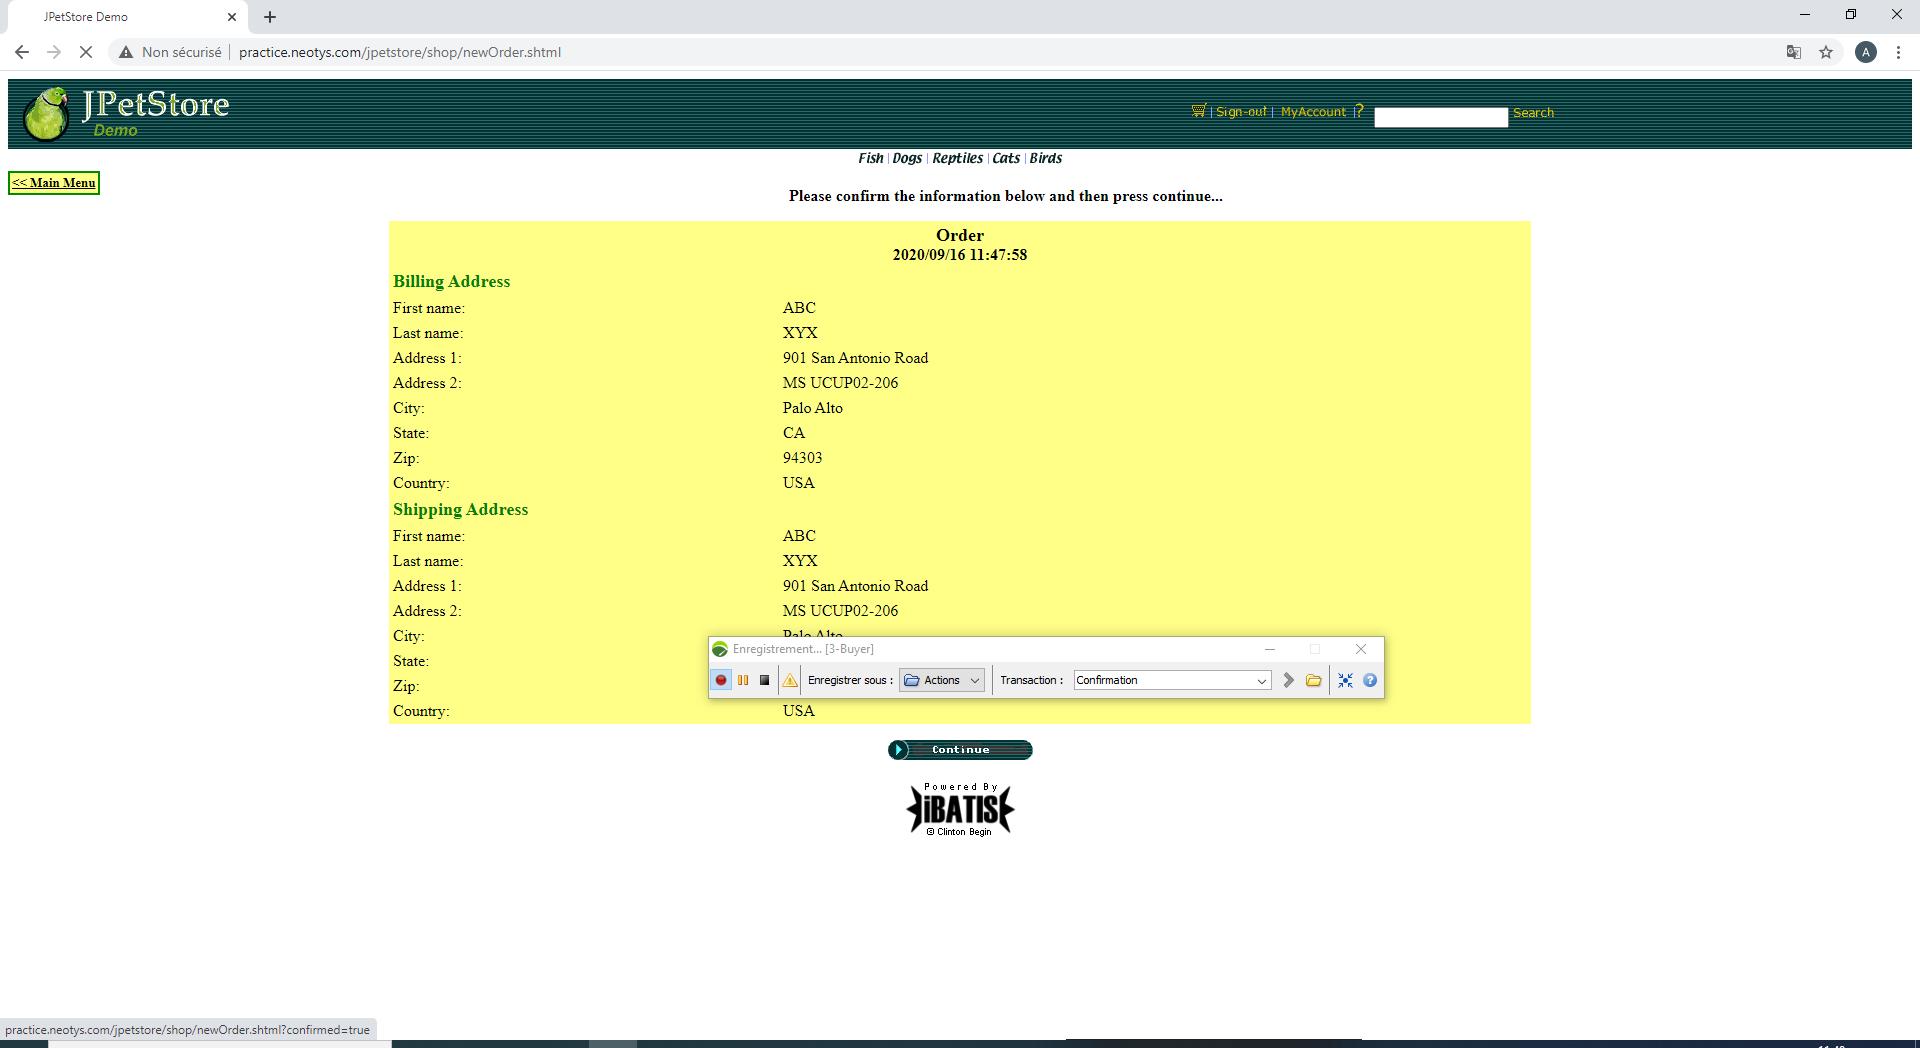 JPetStore Demo
Non sécurisé
practice.neotys.com/jpetstore/shop/newOrder.shtml
A
JPetStore
Demo
Sign-out | MyAccount | ?
Search
Fish | Dogs | Reptiles | Cats | Birds
<< Main Menu
Please confirm the information below and then press continue...
Order
2020/09/16 11:47:58
Billing Address
First name: ABC
Last name: XYX
Address 1: 901 San Antonio Road
Address 2: MS UCUP02-206
City: Palo Alto
State: CA
Zip: 94303
Country: USA
Shipping Address
First name: ABC
Last name: XYX
Address 1: 901 San Antonio Road
Address 2: MS UCUP02-206
City: Palo Alto
Enregistrement... [3-Buyer]
State:
Enregistrer sous : Actions Transaction : Confirmation
Zip:
Country: USA
Continue
Powered By
iBATIS
© Clinton Begin
practice.neotys.com/jpetstore/shop/newOrder.shtml?confirmed=true